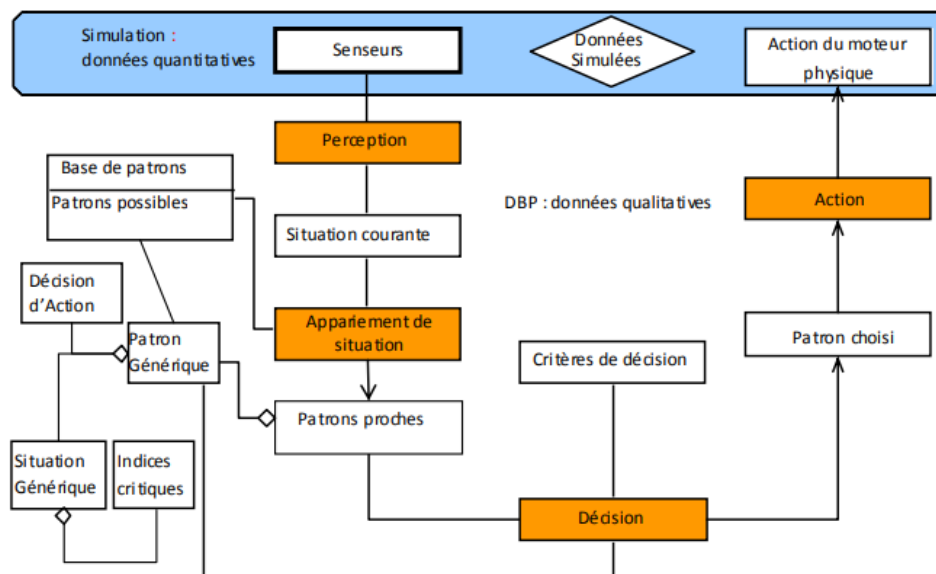 Simulation :
données quantitatives
Senseurs
Données
Simulées
Action du moteur
physique
Perception
Base de patrons
Patrons possibles
DBP : données qualitatives
Action
Situation courante
Décision
d'Action
Appariement de
situation
Patron
Générique
Critères de décision
Patron choisi
Patrons proches
Situation
Générique
Indices
critiques
Décision